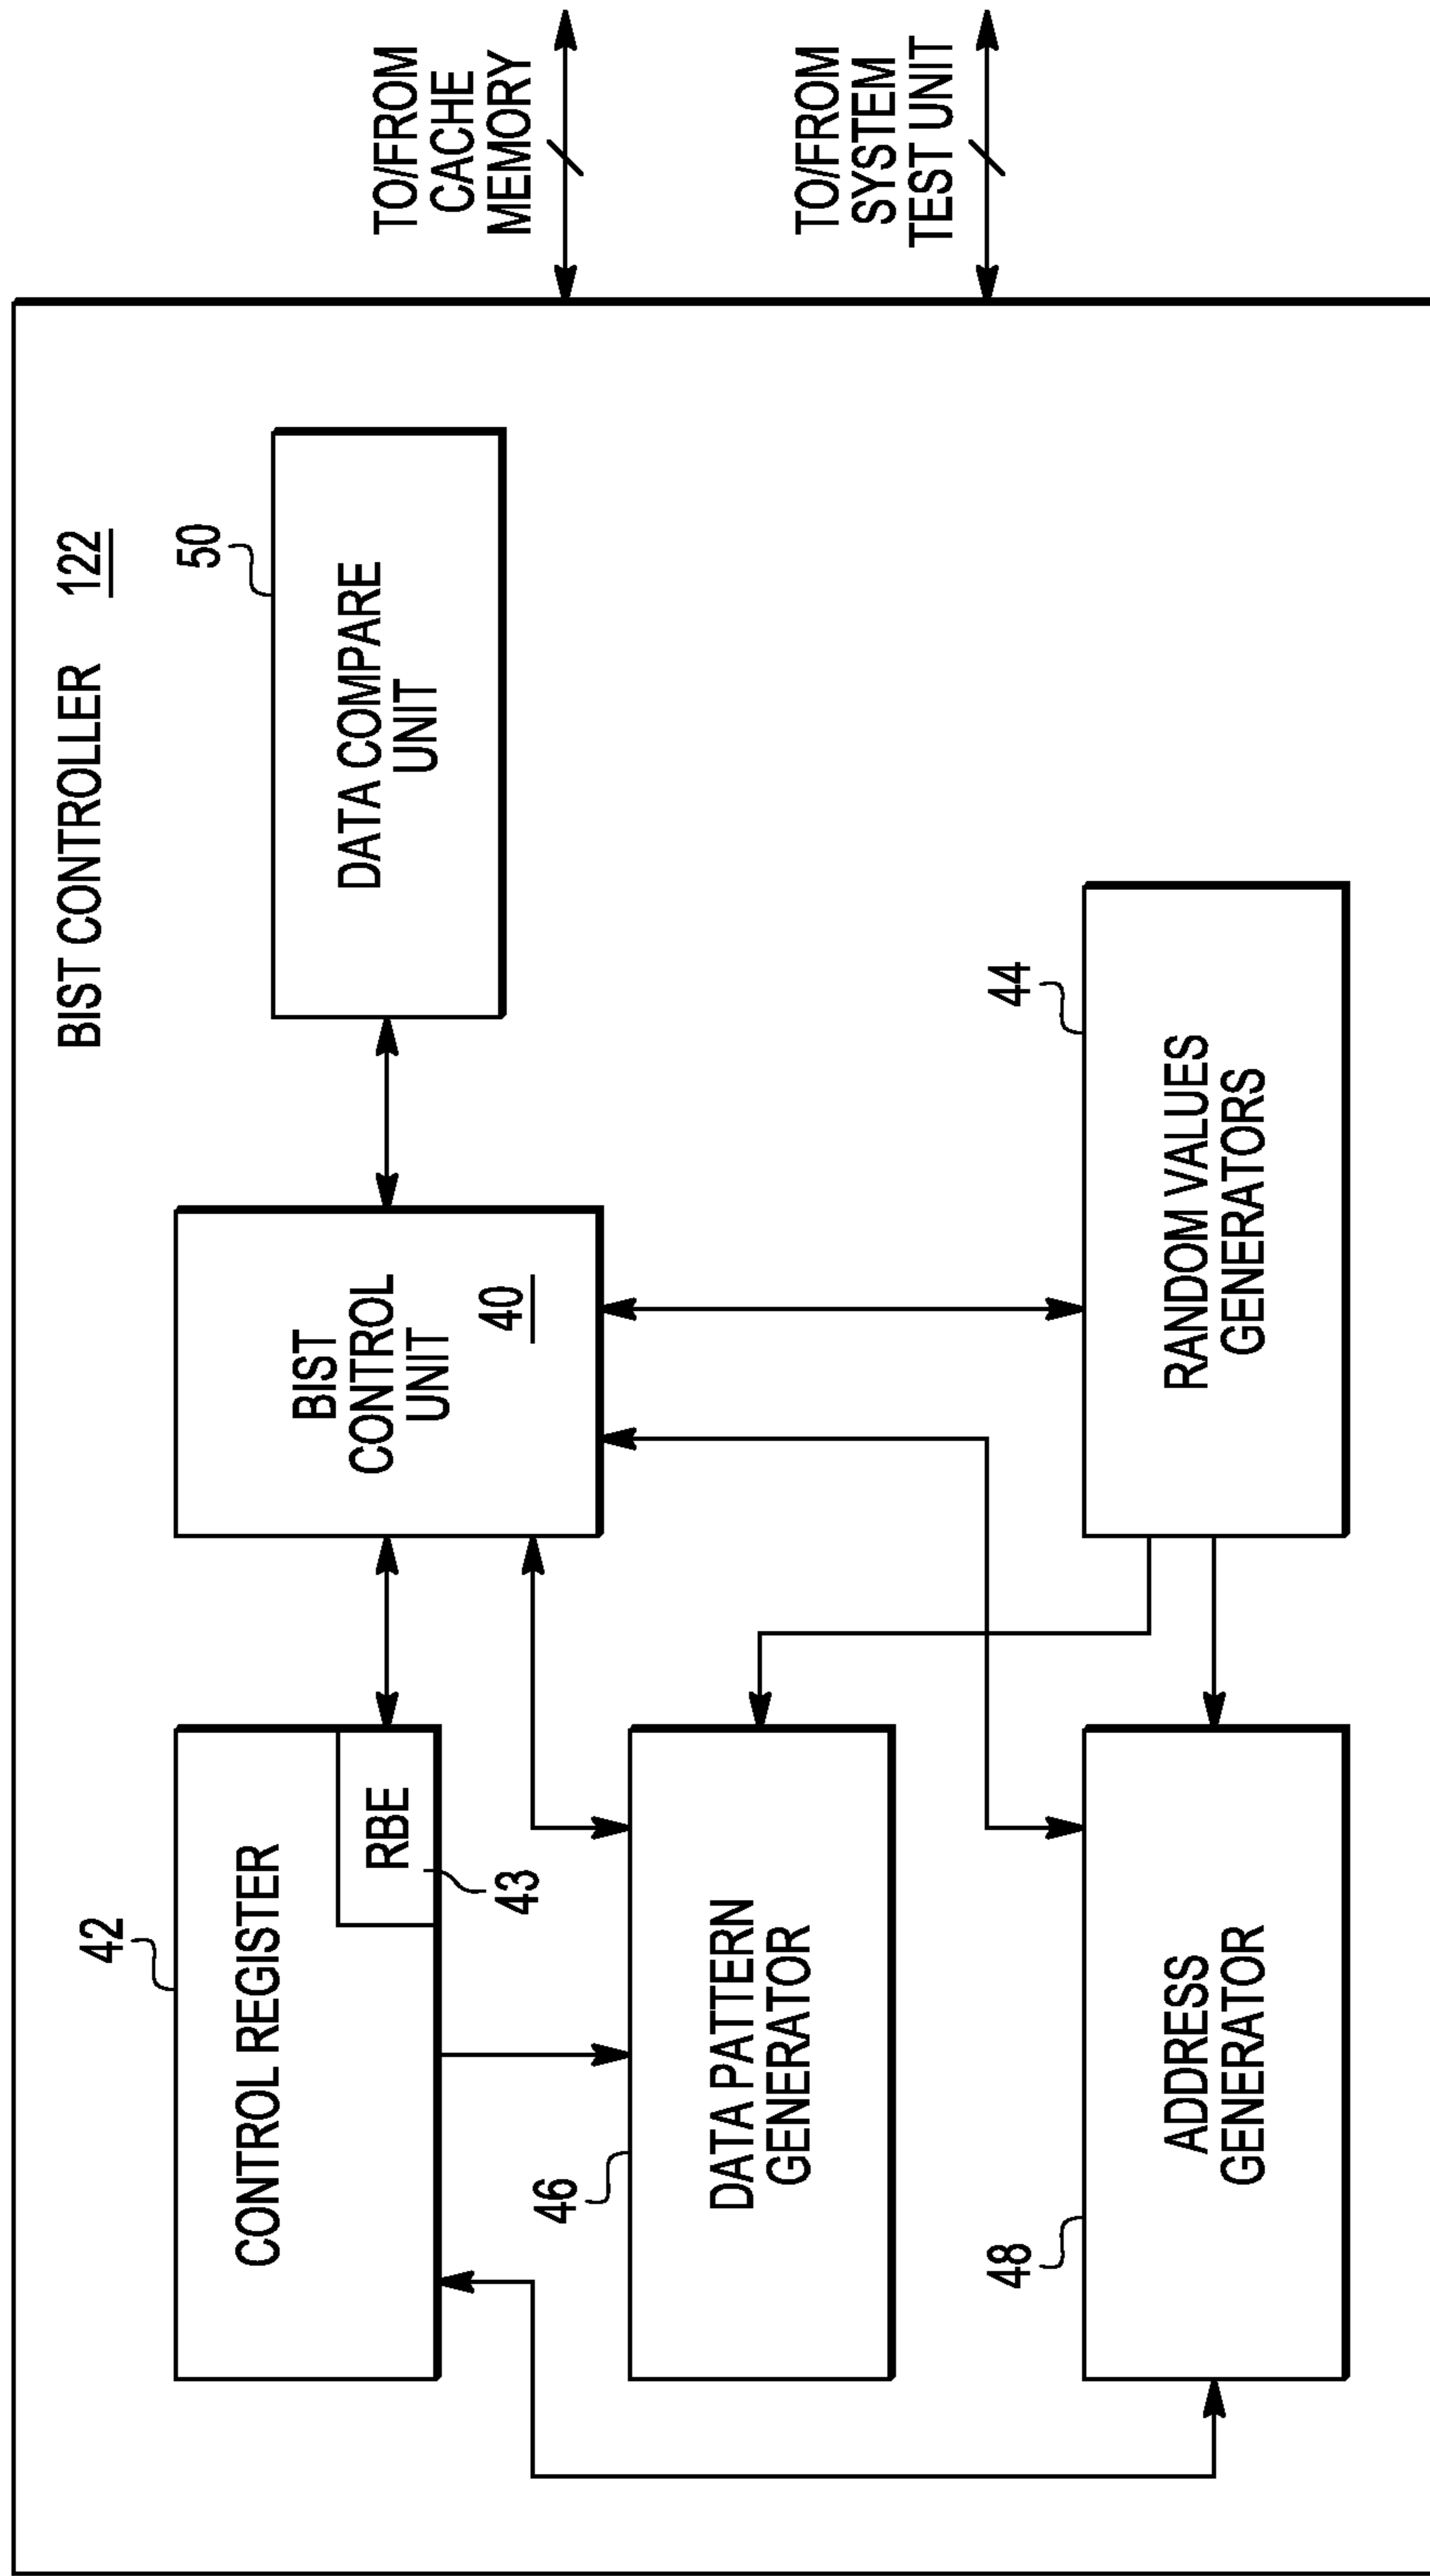 BIST CONTROLLER 122
42
CONTROL REGISTER
RBE
43
BIST
CONTROL
UNIT
40
50
DATA COMPARE
UNIT
TO/FROM
CACHE
MEMORY
46
DATA PATTERN
GENERATOR
TO/FROM
SYSTEM
TEST UNIT
48
ADDRESS
GENERATOR
44
RANDOM VALUES
GENERATORS